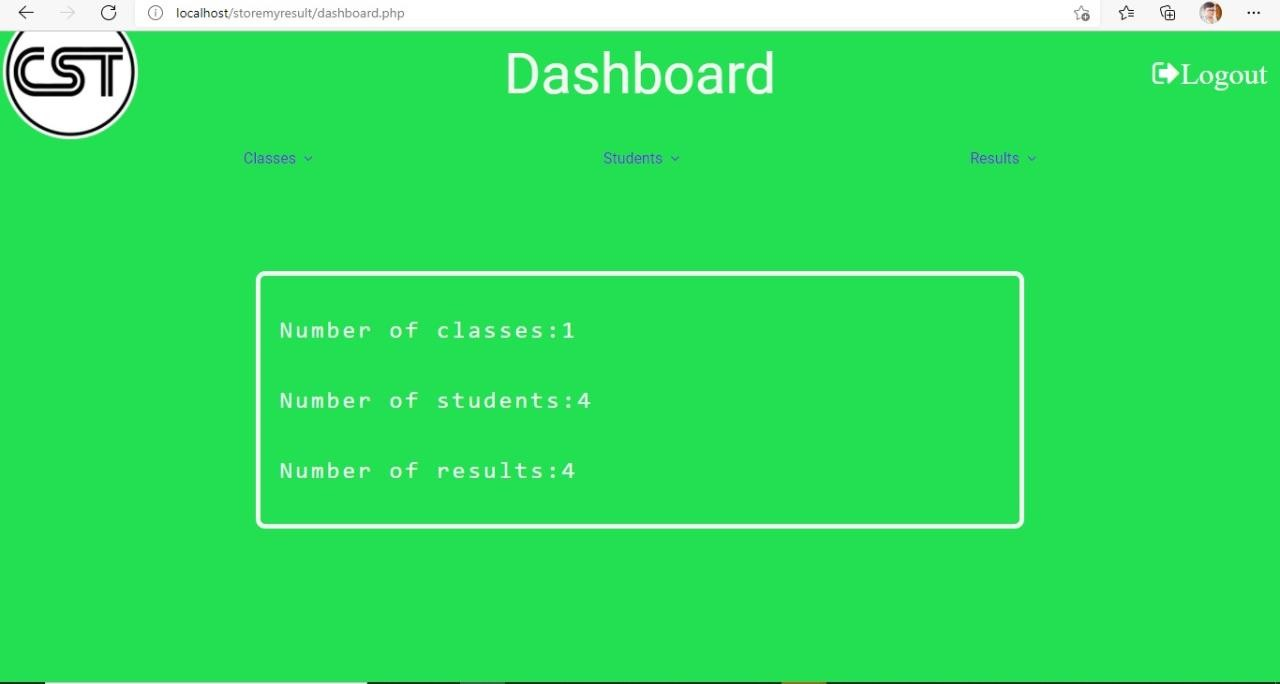 localhost/storemyresult/dashboard.php
CST
Dashboard
Logout
Classes
Students
Results
Number of classes:1
Number of students:4
Number of results:4